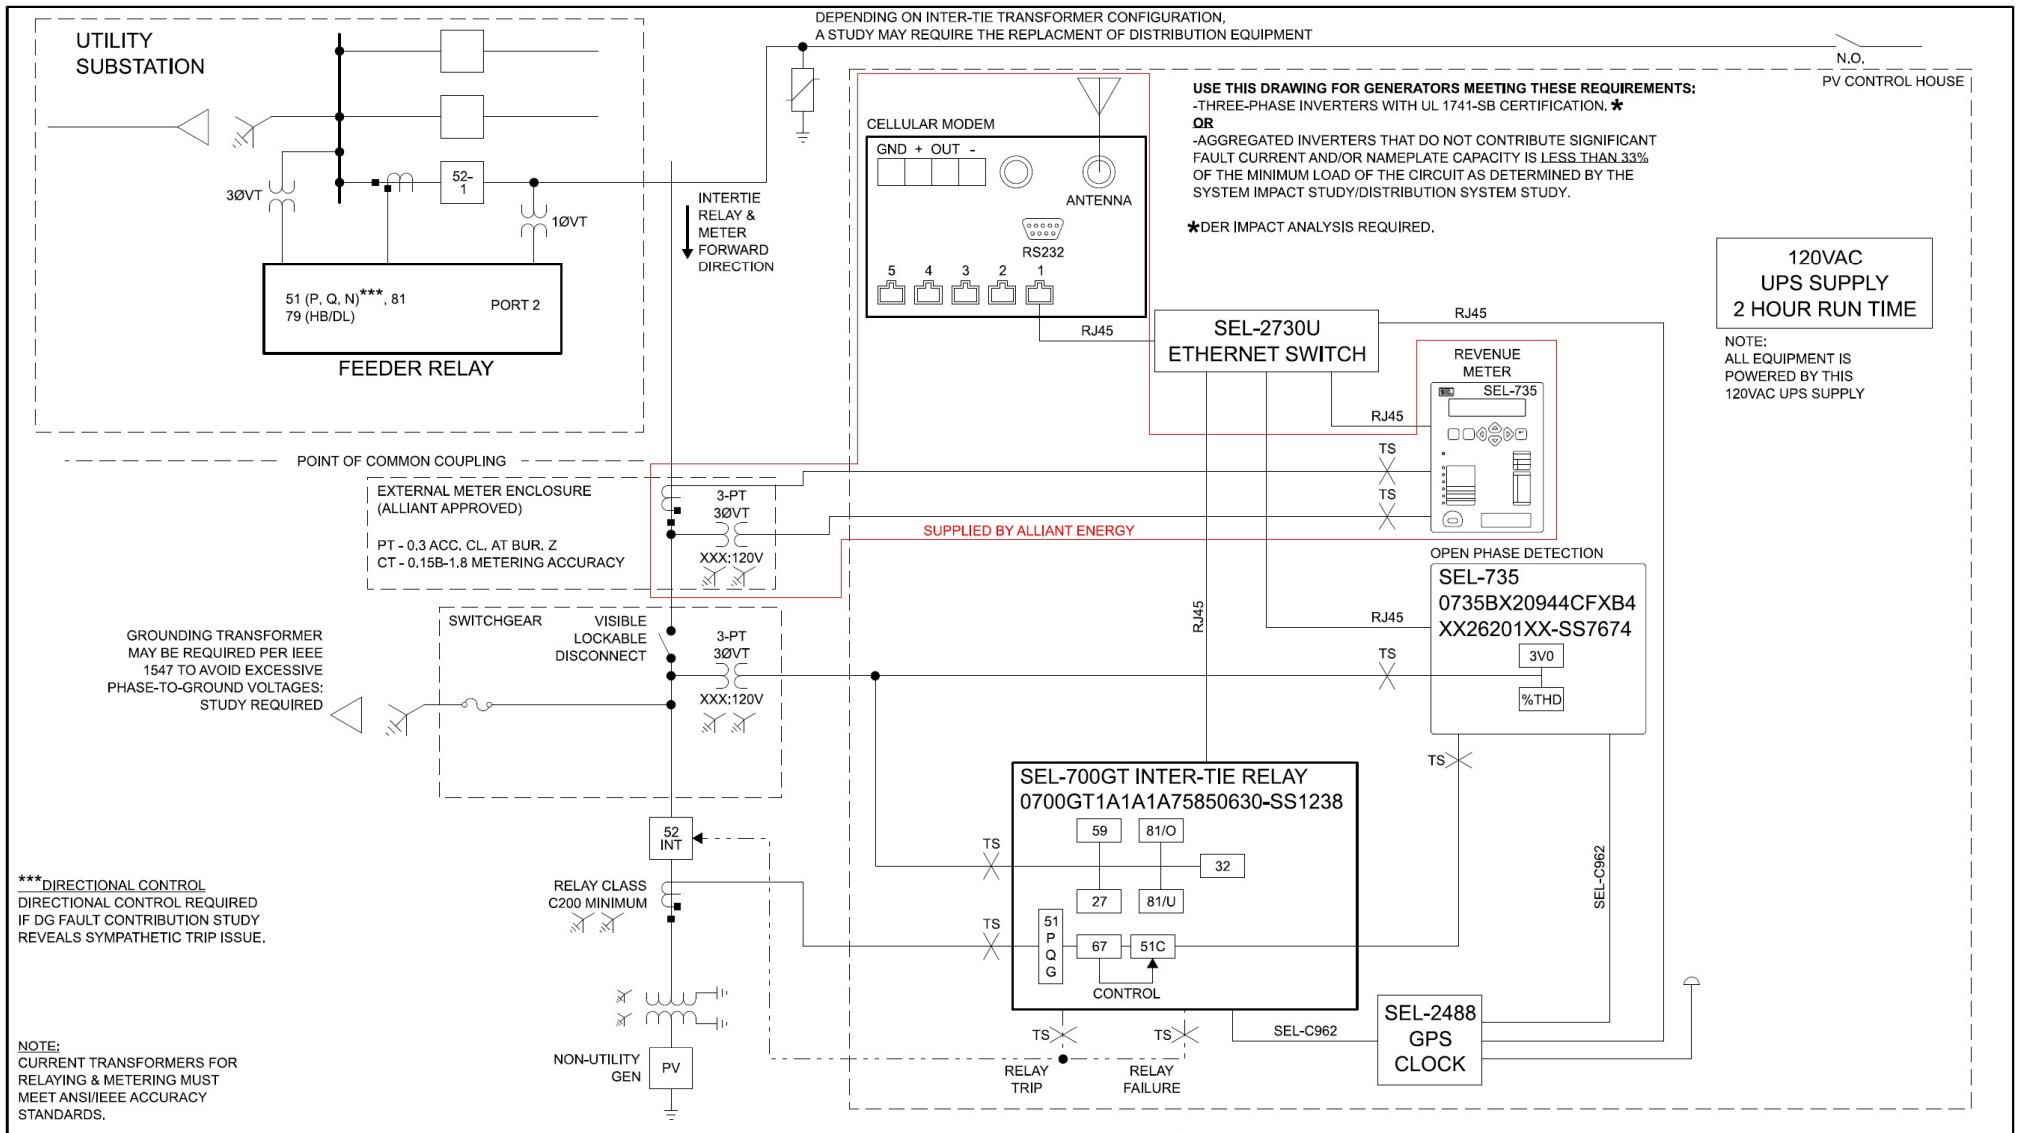 UTILITY
SUBSTATION
DEPENDING ON INTER-TIE TRANSFORMER CONFIGURATION,
A STUDY MAY REQUIRE THE REPLACMENT OF DISTRIBUTION EQUIPMENT
N.O.
PV CONTROL HOUSE
3ØVT
52-
1
1ØVT
51 (P, Q, N)***, 81
79 (HB/DL)
PORT 2
FEEDER RELAY
INTERTIE
RELAY &
METER
FORWARD
DIRECTION
CELLULAR MODEM
GND + OUT -
ANTENNA
RS232
5 4 3 2 1
RJ45
USE THIS DRAWING FOR GENERATORS MEETING THESE REQUIREMENTS:
-THREE-PHASE INVERTERS WITH UL 1741-SB CERTIFICATION. *
OR
-AGGREGATED INVERTERS THAT DO NOT CONTRIBUTE SIGNIFICANT
FAULT CURRENT AND/OR NAMEPLATE CAPACITY IS LESS THAN 33%
OF THE MINIMUM LOAD OF THE CIRCUIT AS DETERMINED BY THE
SYSTEM IMPACT STUDY/DISTRIBUTION SYSTEM STUDY.
*DER IMPACT ANALYSIS REQUIRED.
120VAC
UPS SUPPLY
2 HOUR RUN TIME
NOTE:
ALL EQUIPMENT IS
POWERED BY THIS
120VAC UPS SUPPLY
SEL-2730U
ETHERNET SWITCH
RJ45
REVENUE
METER
SEL-735
RJ45
TS
TS
POINT OF COMMON COUPLING
EXTERNAL METER ENCLOSURE
(ALLIANT APPROVED)
PT - 0.3 ACC. CL. AT BUR. Z
CT - 0.15B-1.8 METERING ACCURACY
3-PT
3ØVT
XXX:120V
SUPPLIED BY ALLIANT ENERGY
OPEN PHASE DETECTION
SEL-735
0735BX20944CFXB4
XX26201XX-SS7674
3V0
%THD
RJ45
RJ45
TS
TS
GROUNDING TRANSFORMER
MAY BE REQUIRED PER IEEE
1547 TO AVOID EXCESSIVE
PHASE-TO-GROUND VOLTAGES:
STUDY REQUIRED
SWITCHGEAR
VISIBLE
LOCKABLE
DISCONNECT
3-PT
3ØVT
XXX:120V
52
INT
RELAY CLASS
C200 MINIMUM
SEL-700GT INTER-TIE RELAY
0700GT1A1A1A75850630-SS1238
59
81/O
32
27
81/U
51
P
Q
G
67
51C
CONTROL
TS
TS
TS
TS
RELAY
TRIP
RELAY
FAILURE
SEL-C962
SEL-C962
SEL-2488
GPS
CLOCK
***DIRECTIONAL CONTROL
DIRECTIONAL CONTROL REQUIRED
IF DG FAULT CONTRIBUTION STUDY
REVEALS SYMPATHETIC TRIP ISSUE.
NON-UTILITY
GEN
PV
NOTE:
CURRENT TRANSFORMERS FOR
RELAYING & METERING MUST
MEET ANSI/IEEE ACCURACY
STANDARDS.